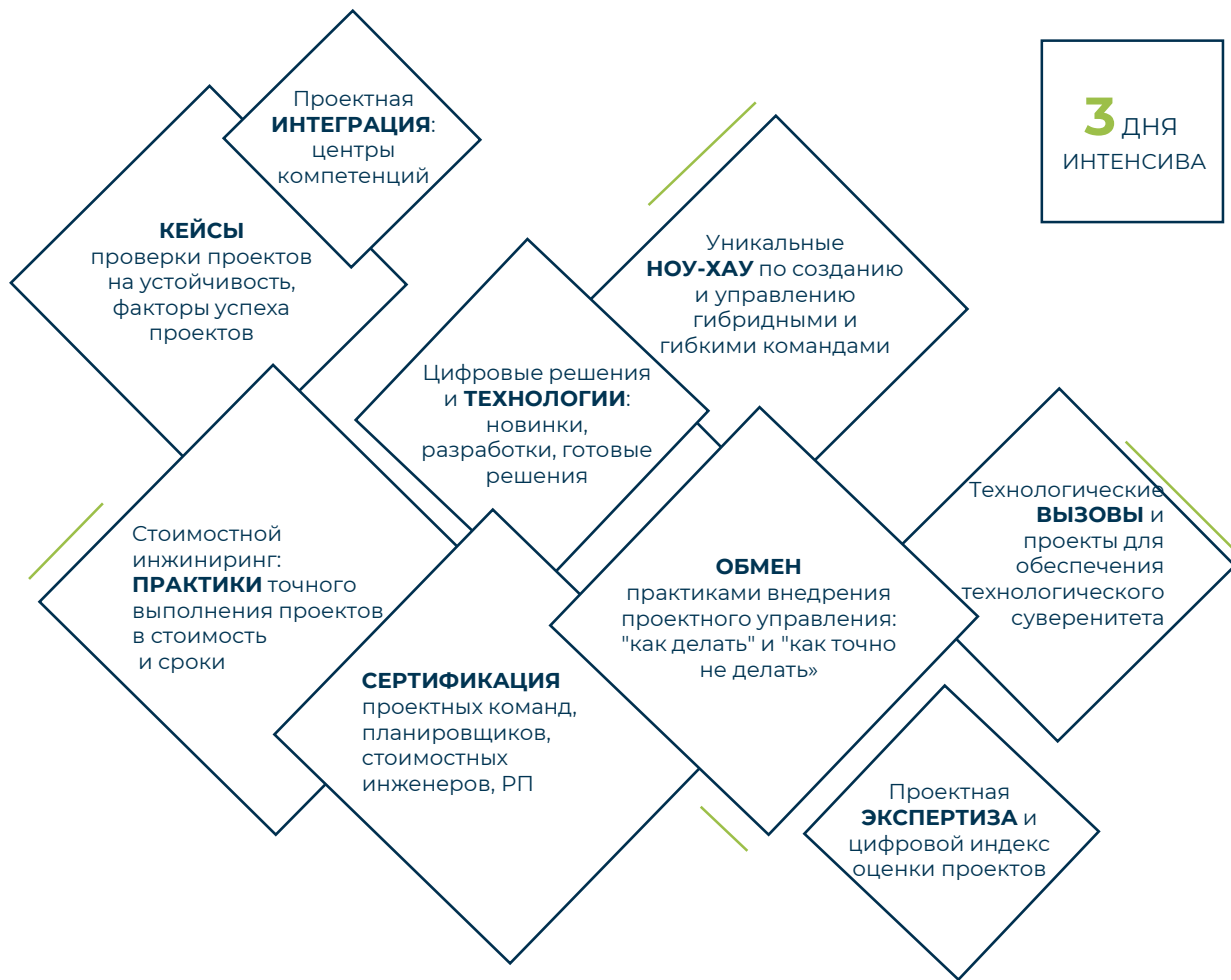 Проектная
ИНТЕГРАЦИЯ:
центры
компетенций
3 ДНЯ
ИНТЕНСИВА
КЕЙСЫ
проверки проектов
на устойчивость,
факторы успеха
проектов
Уникальные
НОУ-ХАУ по созданию
и управлению
гибридными и
гибкими командами
Цифровые решения
и ТЕХНОЛОГИИ:
новинки,
разработки, готовые
решения
Технологические
ВЫЗОВЫ и
проекты для
обеспечения
технологического
суверенитета
Стоимостной
инжиниринг:
ПРАКТИКИ точного
выполнения проектов
в стоимость
и сроки
ОБМЕН
практиками внедрения
проектного управления:
"как делать" и "как точно
не делать»
СЕРТИФИКАЦИЯ
проектных команд,
планировщиков,
стоимостных
инженеров, РП
Проектная
ЭКСПЕРТИЗА и
цифровой индекс
оценки проектов